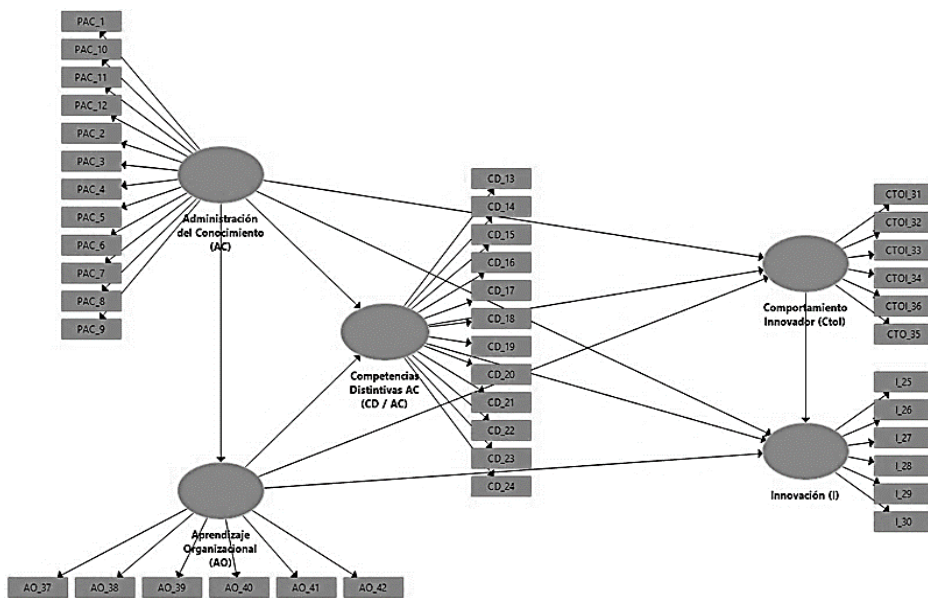 PAC_1
PAC_10
PAC_11
PAC_12
PAC_2
PAC_3
PAC_4
PAC_5
PAC_6
PAC_7
PAC_8
PAC_9
Administración
del Conocimiento
(AC)
CD_13
CD_14
CD_15
CD_16
CD_17
CD_18
CD_19
CD_20
CD_21
CD_22
CD_23
CD_24
Competencias
Distintivas AC
(CD / AC)
CTOI_31
CTOI_32
CTOI_33
CTOI_34
CTOI_36
CTO_35
Comportamiento
Innovador (CtoI)
I_25
I_26
I_27
I_28
I_29
I_30
Innovación (I)
Aprendizaje
Organizacional
(AO)
AO_37
AO_38
AO_39
AO_40
AO_41
AO_42